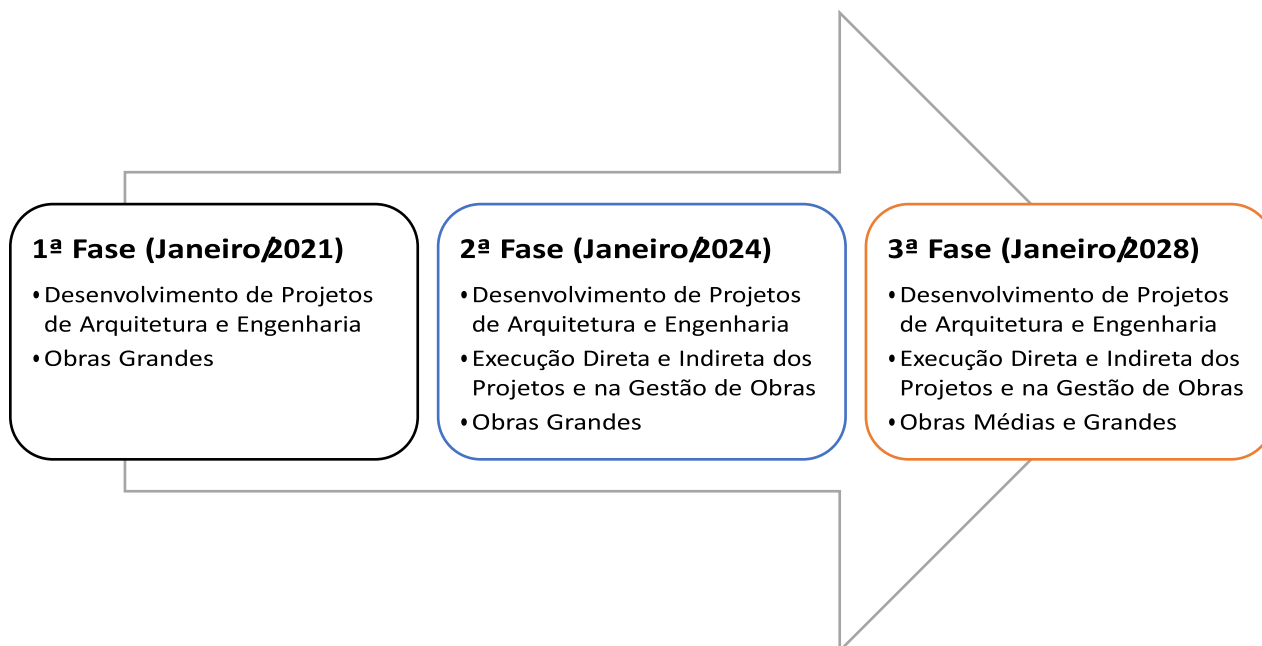 1ª Fase (Janeiro/2021)
•Desenvolvimento de Projetos
de Arquitetura e Engenharia
•Obras Grandes
2ª Fase (Janeiro/2024)
•Desenvolvimento de Projetos
de Arquitetura e Engenharia
•Execução Direta e Indireta dos
Projetos e na Gestão de Obras
•Obras Grandes
3ª Fase (Janeiro/2028)
•Desenvolvimento de Projetos
de Arquitetura e Engenharia
•Execução Direta e Indireta dos
Projetos e na Gestão de Obras
•Obras Médias e Grandes